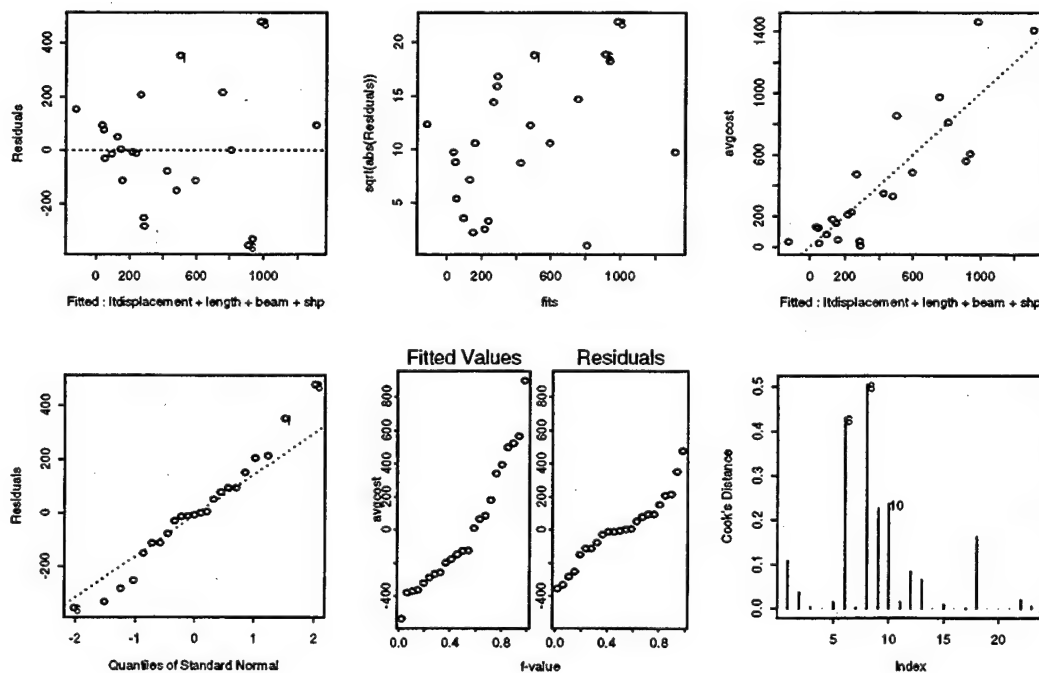 Residuals
400
200
0
-200
0 200 600 1000
Fitted : ltdisplacement + length + beam + shp
sqrt(abs(Residuals))
20
15
10
5
0 200 600 1000
fits
avgcost
1400
1000
600
200
0
0 200 600 1000
Fitted : ltdisplacement + length + beam + shp
Residuals
400
200
0
-200
-2 -1 0 1 2
Quantiles of Standard Normal
Fitted Values
Residuals
avgcost
800
600
400
200
0
-400
0.0 0.4 0.8
800
600
400
200
0
-400
0.0 0.4 0.8
f-value
Cook's Distance
0.5
0.4
0.3
0.2
0.1
0.0
8
6
10
5 10 15 20
Index